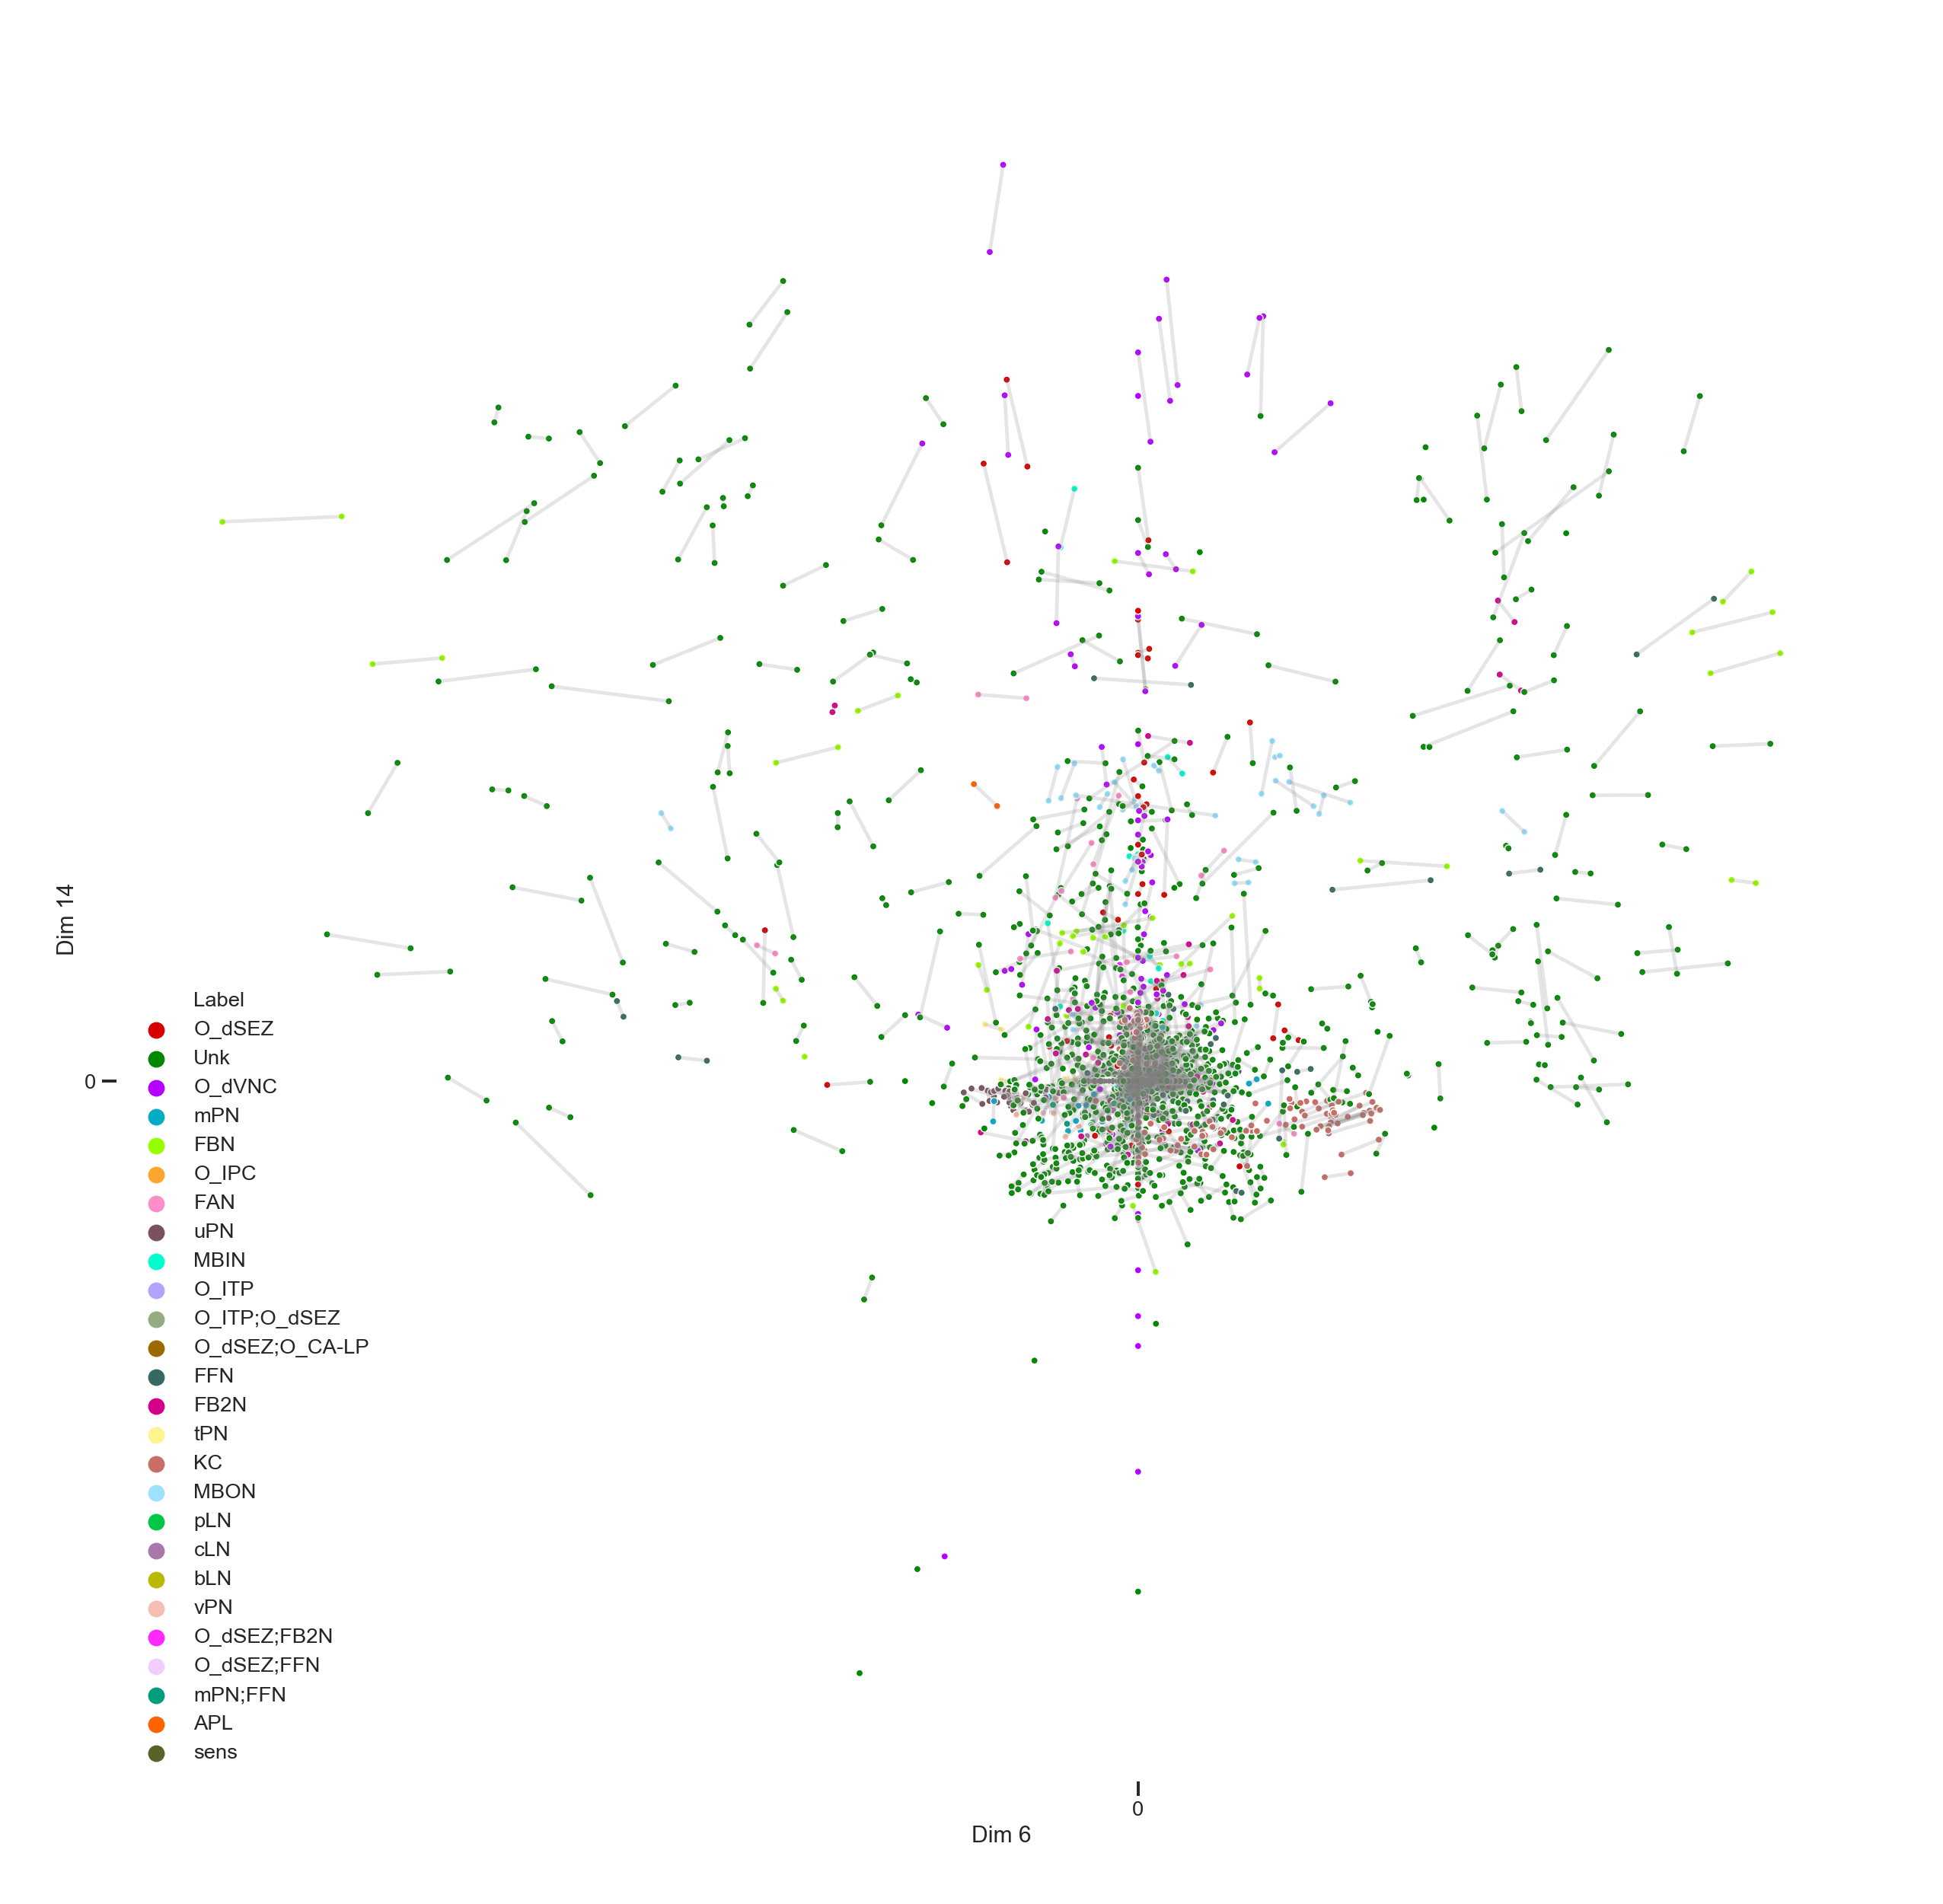 Dim 14
0
Label
O_dSEZ
Unk
O_dVNC
mPN
FBN
O_IPC
FAN
uPN
MBIN
O_ITP
O_ITP;O_dSEZ
O_dSEZ;O_CA-LP
FFN
FB2N
tPN
KC
MBON
pLN
cLN
bLN
vPN
O_dSEZ;FB2N
O_dSEZ;FFN
mPN;FFN
APL
sens
0
Dim 6